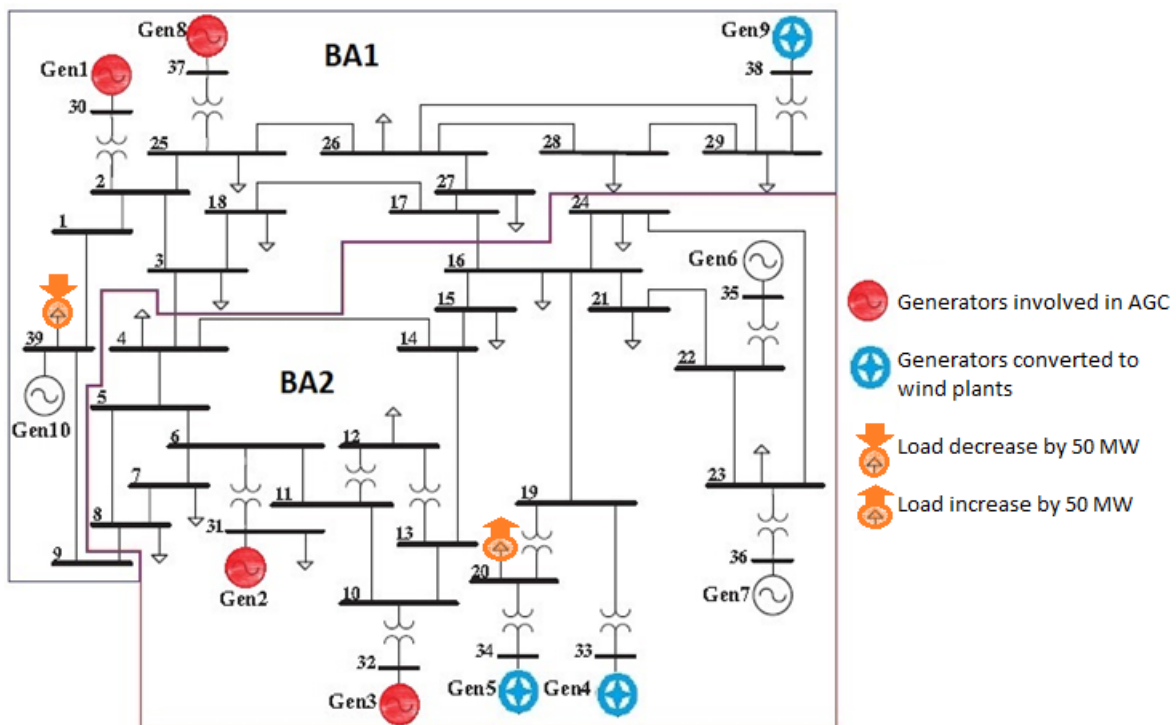 Gen8
BA1
Gen9
Gen1
37
38
30
25
26
28
29
2
27
18
17
24
1
3
16
Gen6
15
21
35
39
4
14
22
Gen10
5
BA2
6
12
7
11
19
23
8
31
13
20
36
9
Gen2
10
Gen7
34
33
32
Gen5
Gen4
Gen3
Generators involved in AGC
Generators converted to
wind plants
Load decrease by 50 MW
Load increase by 50 MW